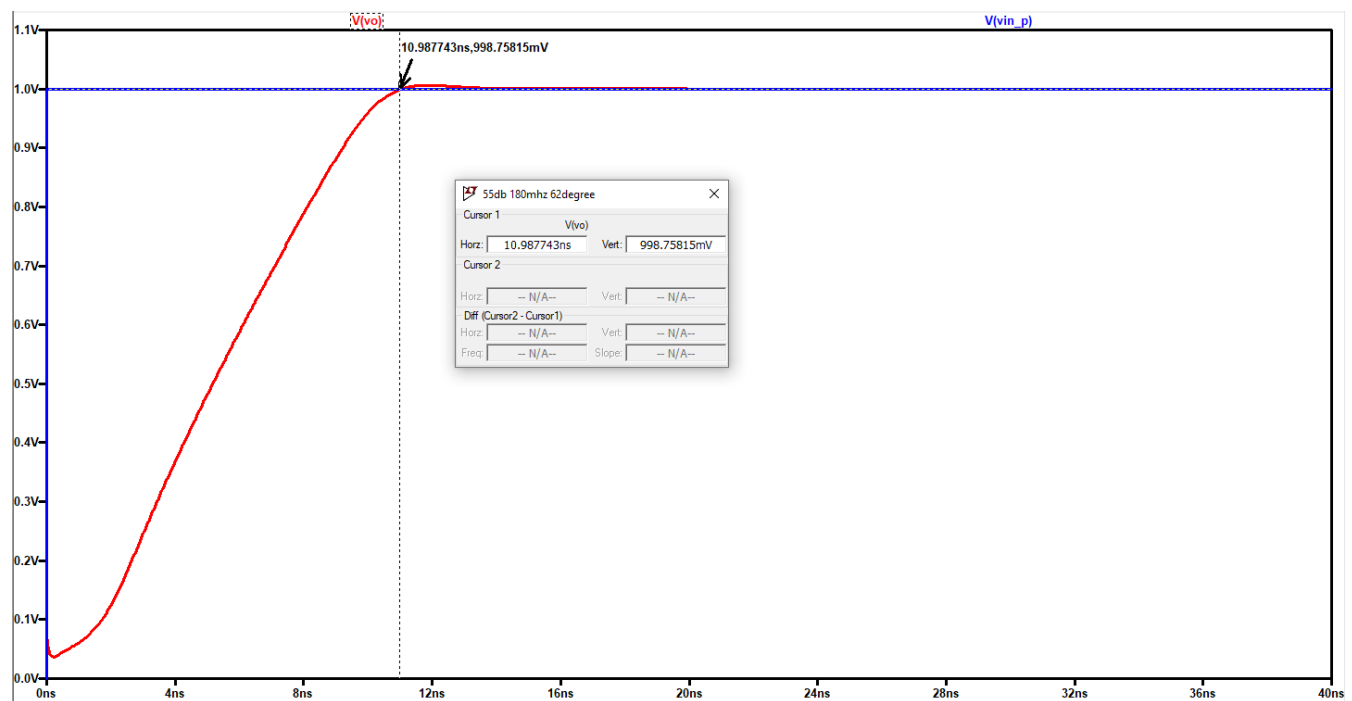 V(vo) V(vin_p)
1.1V
10.987743ns,998.75815mV
1.0V
0.9V
0.8V
55db 180mhz 62degree
Cursor 1
V(vo)
Horz: 10.987743ns Vert: 998.75815mV
0.7V
Cursor 2
Horz: -- N/A-- Vert: -- N/A--
Diff (Cursor2 - Cursor1)
0.6V
Horz: -- N/A-- Vert: -- N/A--
Freq: -- N/A-- Slope: -- N/A--
0.5V
0.4V
0.3V
0.2V
0.1V
0.0V
0ns 4ns 8ns 12ns 16ns 20ns 24ns 28ns 32ns 36ns 40ns